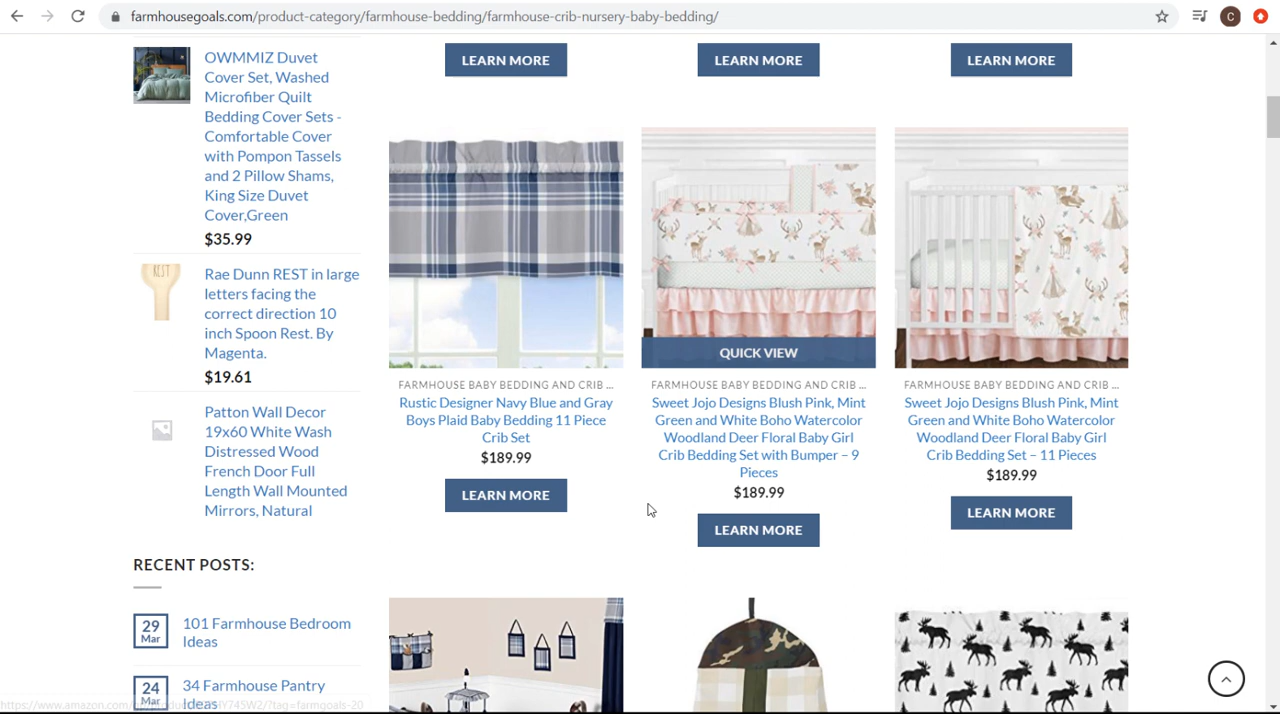 farmhousegoals.com/product-category/farmhouse-bedding/farmhouse-crib-nursery-baby-bedding/
C
OWMMIZ Duvet
Cover Set, Washed
Microfiber Quilt
Bedding Cover Sets -
Comfortable Cover
with Pompon Tassels
and 2 Pillow Shams,
King Size Duvet
Cover,Green
$35.99
REST
Rae Dunn REST in large
letters facing the
correct direction 10
inch Spoon Rest. By
Magenta.
$19.61
Patton Wall Decor
19x60 White Wash
Distressed Wood
French Door Full
Length Wall Mounted
Mirrors, Natural
RECENT POSTS:
29
Mar
101 Farmhouse Bedroom
Ideas
24
Mar
34 Farmhouse Pantry
Ideas
LEARN MORE
LEARN MORE
LEARN MORE
FARMHOUSE BABY BEDDING AND CRIB ...
Rustic Designer Navy Blue and Gray
Boys Plaid Baby Bedding 11 Piece
Crib Set
$189.99
LEARN MORE
QUICK VIEW
FARMHOUSE BABY BEDDING AND CRIB ...
Sweet Jojo Designs Blush Pink, Mint
Green and White Boho Watercolor
Woodland Deer Floral Baby Girl
Crib Bedding Set with Bumper – 9
Pieces
$189.99
LEARN MORE
FARMHOUSE BABY BEDDING AND CRIB ...
Sweet Jojo Designs Blush Pink, Mint
Green and White Boho Watercolor
Woodland Deer Floral Baby Girl
Crib Bedding Set – 11 Pieces
$189.99
LEARN MORE